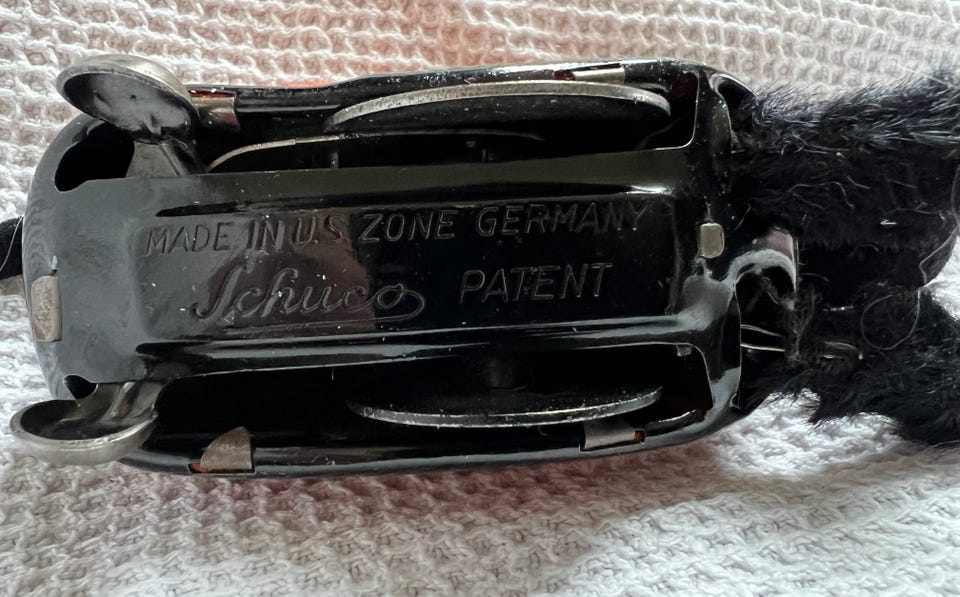 MADE IN U.S ZONE GERMANY
Schuco PATENT